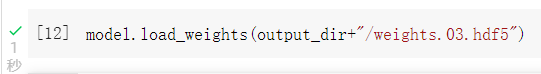 [12] model.load_weights(output_dir+"/weights.03.hdf5")
1
秒